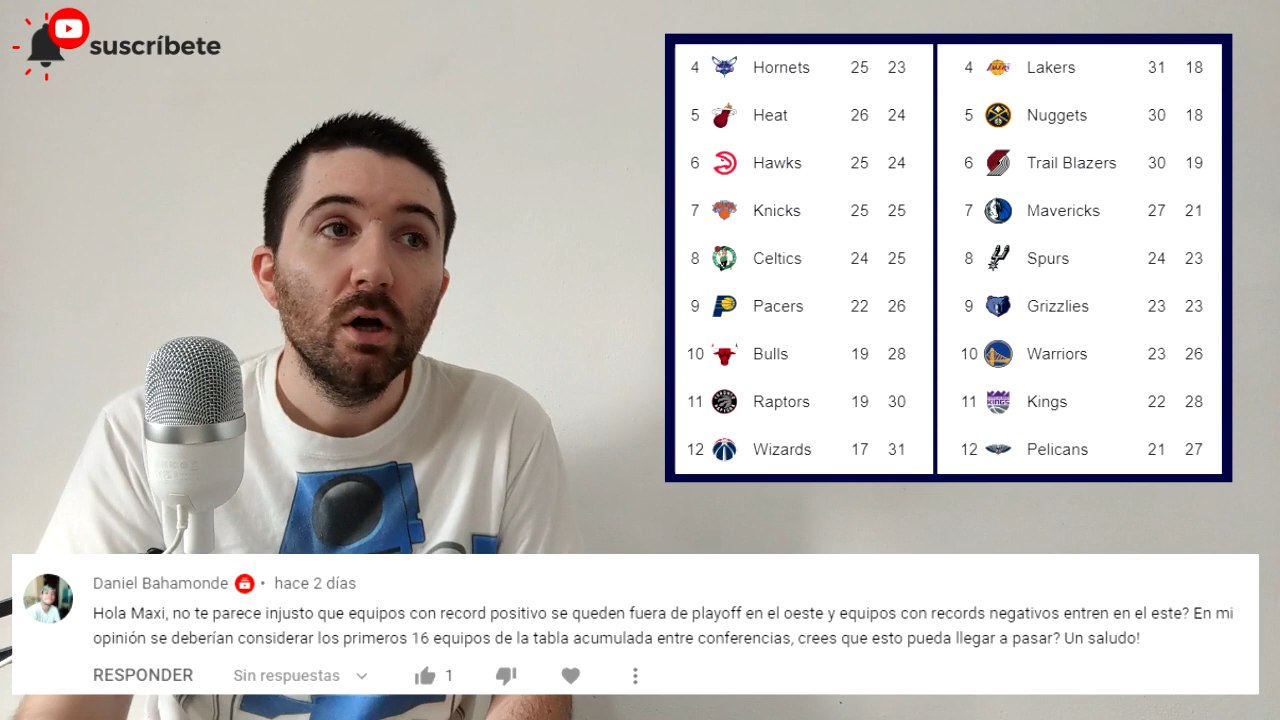 suscríbete
4 Hornets 25 23
5 Heat 26 24
6 Hawks 25 24
7 Knicks 25 25
8 Celtics 24 25
9 Pacers 22 26
10 Bulls 19 28
11 Raptors 19 30
12 Wizards 17 31
4 Lakers 31 18
5 Nuggets 30 18
6 Trail Blazers 30 19
7 Mavericks 27 21
8 Spurs 24 23
9 Grizzlies 23 23
10 Warriors 23 26
11 Kings 22 28
12 Pelicans 21 27
Daniel Bahamonde • hace 2 días
Hola Maxi, no te parece injusto que equipos con record positivo se queden fuera de playoff en el oeste y equipos con records negativos entren en el este? En mi
opinión se deberían considerar los primeros 16 equipos de la tabla acumulada entre conferencias, crees que esto pueda llegar a pasar? Un saludo!
RESPONDER Sin respuestas 1